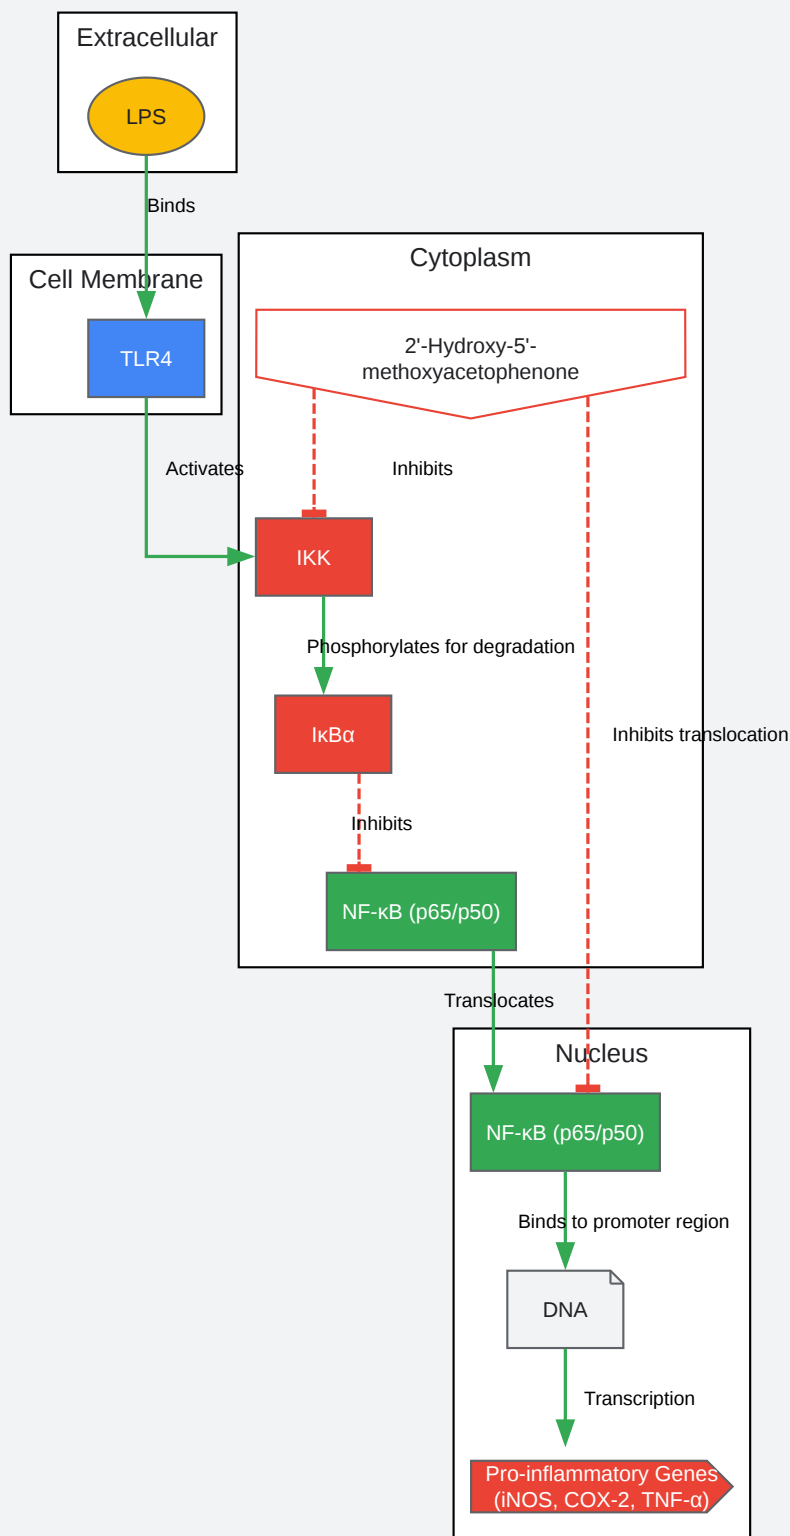 Extracellular
LPS
Binds
Cell Membrane
TLR4
Activates
Cytoplasm
2'-Hydroxy-5'-
methoxyacetophenone
Inhibits
IKK
Phosphorylates for degradation
IκBα
Inhibits translocation
Inhibits
NF-κB (p65/p50)
Translocates
Nucleus
NF-κB (p65/p50)
Binds to promoter region
DNA
Transcription
Pro-inflammatory Genes
(iNOS, COX-2, TNF-α)